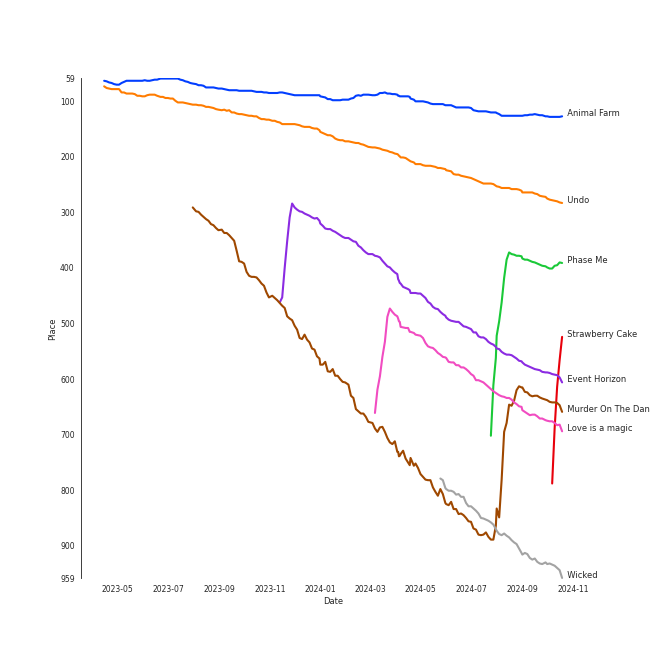 59
100
200
300
400
500
600
700
800
900
959
Place
2023-05
2023-07
2023-09
2023-11
2024-01
2024-03
2024-05
2024-07
2024-09
2024-11
Date
Animal Farm
Undo
Phase Me
Strawberry Cake
Event Horizon
Murder On The Dan
Love is a magic
Wicked